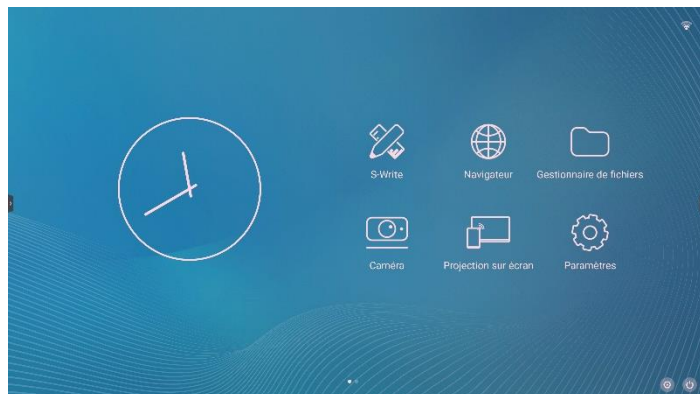 S-Write
Navigateur
Gestionnaire de fichiers
Caméra
Projection sur écran
Paramètres